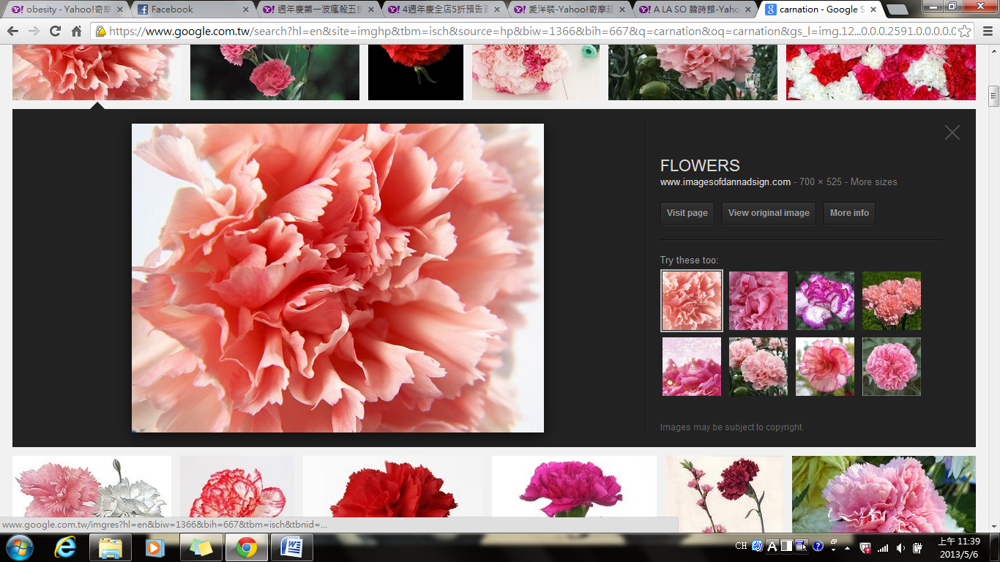 obesity - Yahoo!奇摩
Facebook
週年慶第一波瘋殺五折
4週年慶全店5折預告頁
愛洋裝-Yahoo!奇摩超
A LA SO 韓時館-Yaho
carnation - Google S
https://www.google.com.tw/search?hl=en&site=imghp&tbm=isch&source=hp&biw=1366&bih=667&q=carnation&oq=carnation&gs_l=img.12...0.0.0.2591.0.0.0.0.0
FLOWERS
www.imagesofdannadsign.com - 700 × 525 - More sizes
Visit page
View original image
More info
Try these too:
Images may be subject to copyright.
www.google.com.tw/imgres?hl=en&biw=1366&bih=667&tbm=isch&tbnid=...
CH
A
上午 11:39
2013/5/6